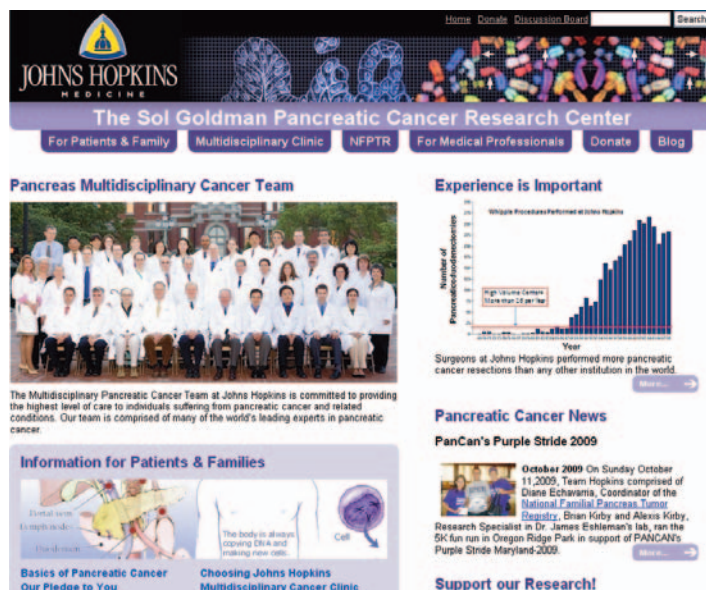 Home Donate Discussion Board Search
JOHNS HOPKINS
MEDICINE
The Sol Goldman Pancreatic Cancer Research Center
For Patients & Family Multidisciplinary Clinic NFPTR For Medical Professionals Donate Blog
Pancreas Multidisciplinary Cancer Team
The Multidisciplinary Pancreatic Cancer Team at Johns Hopkins is committed to providing
the highest level of care to individuals suffering from pancreatic cancer and related
conditions. Our team is comprised of many of the world's leading experts in pancreatic
cancer.
Information for Patients & Families
Lymph nodes
Duodenum
The body is always
copying DNA and
making new cells.
Cell
Basics of Pancreatic Cancer
Our Pledge to You
Choosing Johns Hopkins
Multidisciplinary Cancer Clinic
Experience is Important
Whipple Procedures Performed at Johns Hopkins
Number of
Pancreaticoduodenectomies
High Volume Centers
More than 16 per Year
Year
Surgeons at Johns Hopkins performed more pancreatic
cancer resections than any other institution in the world.
More...
Pancreatic Cancer News
PanCan's Purple Stride 2009
October 2009 On Sunday October
11,2009, Team Hopkins comprised of
Diane Echavarria, Coordinator of the
National Familial Pancreas Tumor
Registry, Brian Kirby and Alexis Kirby,
Research Specialist in Dr. James Eshleman's lab, ran the
5K fun run in Oregon Ridge Park in support of PANCAN's
Purple Stride Maryland-2009.
More...
Support our Research!